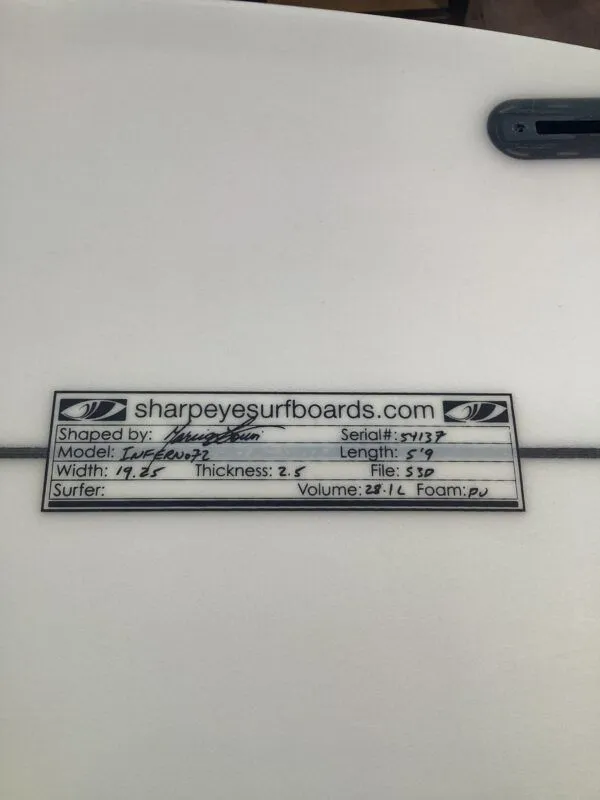 sharpeyesurfboards.com
Shaped by: Serial#: 54137
Model: INFERNO72 Length: 5'9
Width: 19.25 Thickness: 2.5 File: S3D
Surfer: Volume: 28.1L Foam: PU